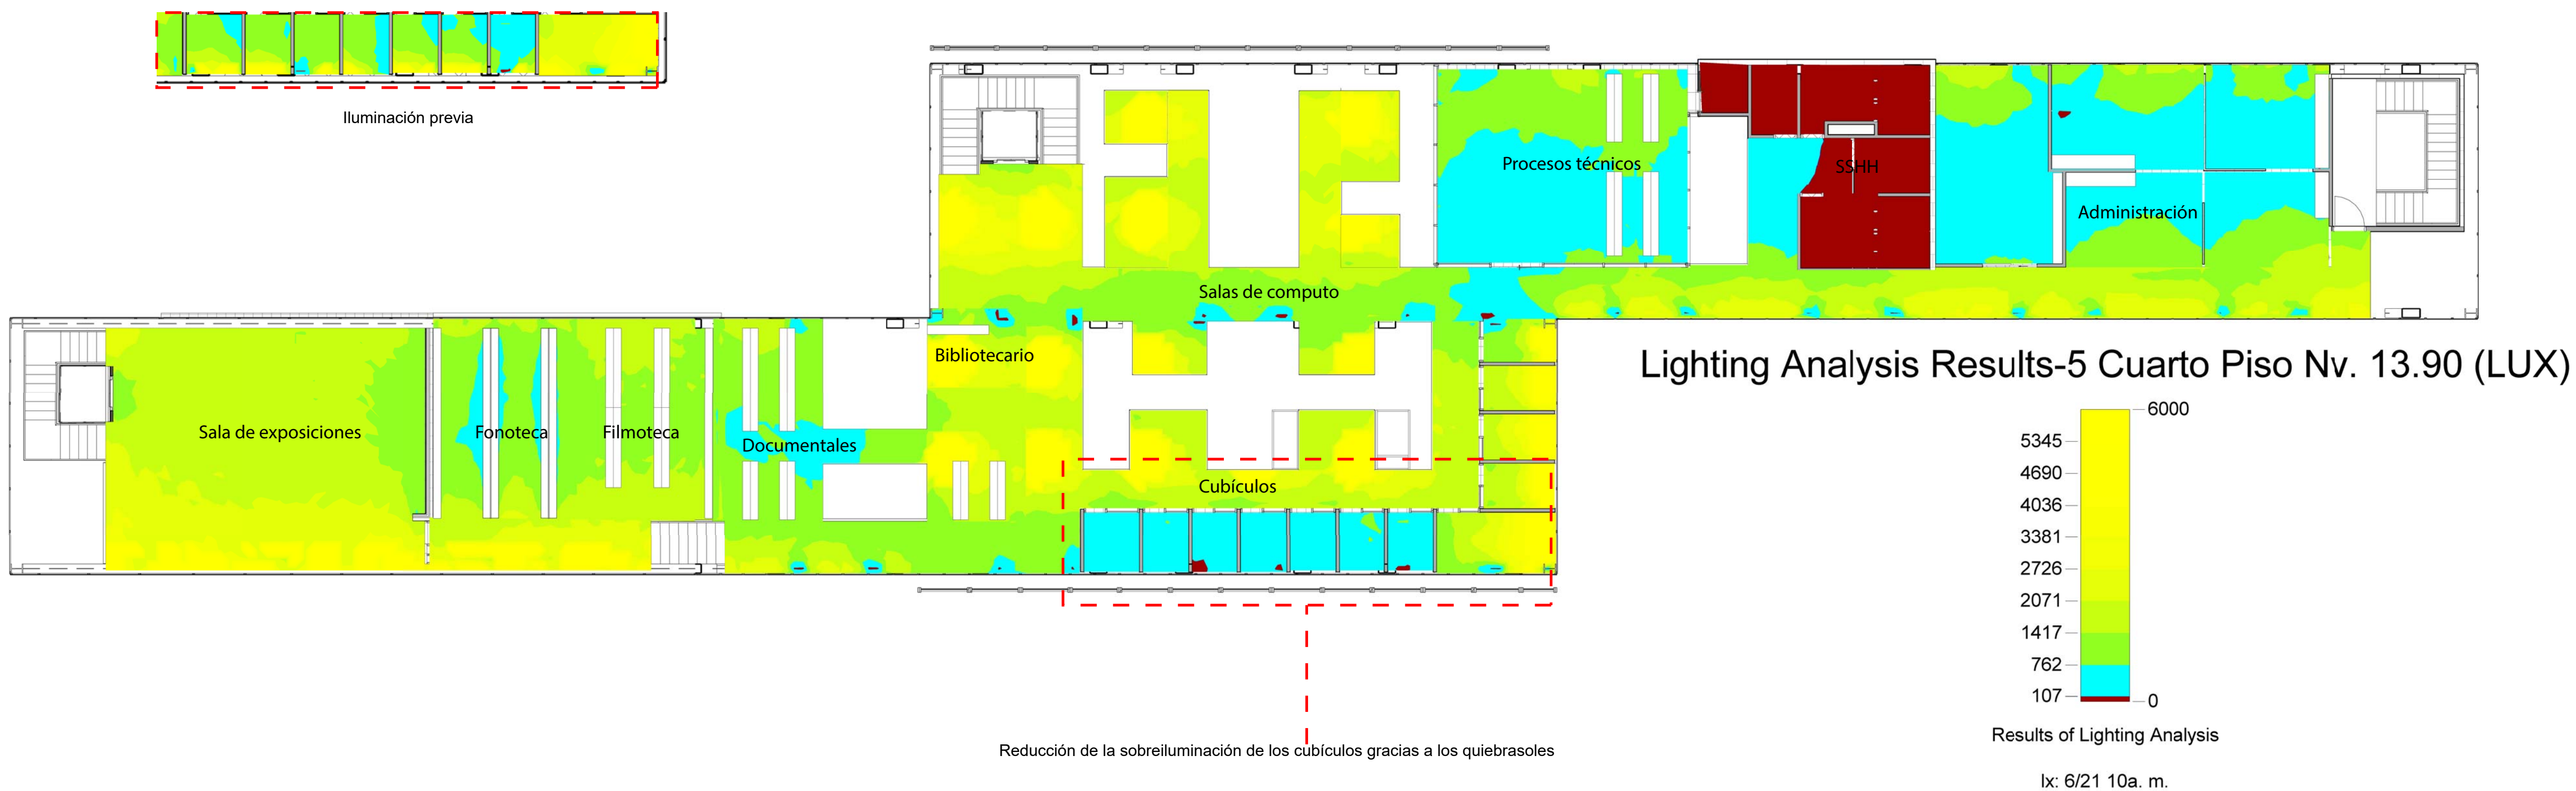 Iluminación previa
Procesos técnicos
SSHH
Administración
Salas de computo
Bibliotecario
Lighting Analysis Results-5 Cuarto Piso Nv. 13.90 (LUX)
Sala de exposiciones
Fonoteca
Filmoteca
Documentales
Cubículos
6000
5345
4690
4036
3381
2726
2071
1417
762
107
0
Results of Lighting Analysis
Reducción de la sobreiluminación de los cubículos gracias a los quiebrasoles
lx: 6/21 10a. m.